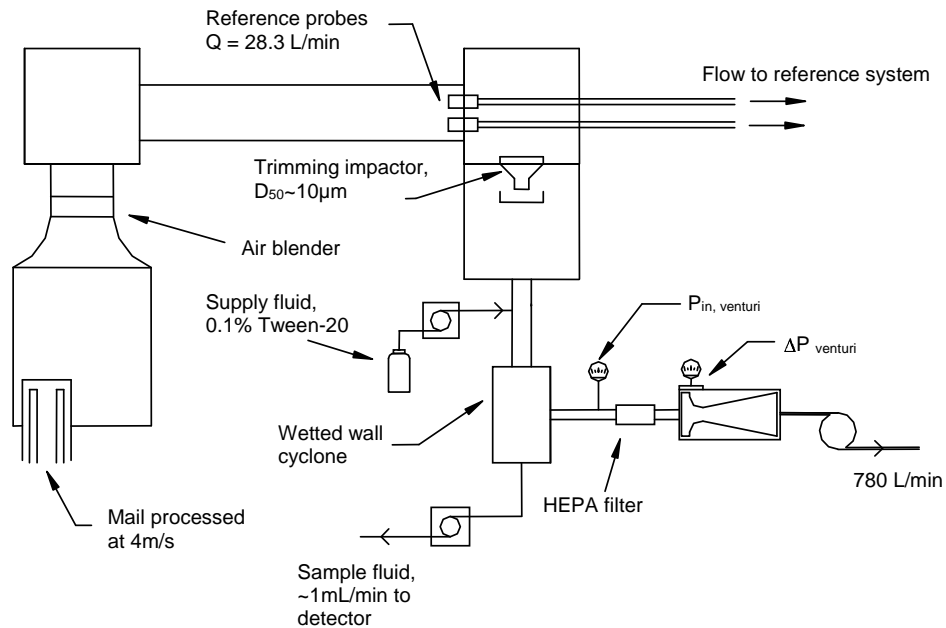 Reference probes
Q = 28.3 L/min
Flow to reference system
Trimming impactor,
D50~10µm
Air blender
Supply fluid,
0.1% Tween-20
Pin, venturi
ΔP venturi
Wetted wall
cyclone
HEPA filter
780 L/min
Mail processed
at 4m/s
Sample fluid,
~1mL/min to
detector